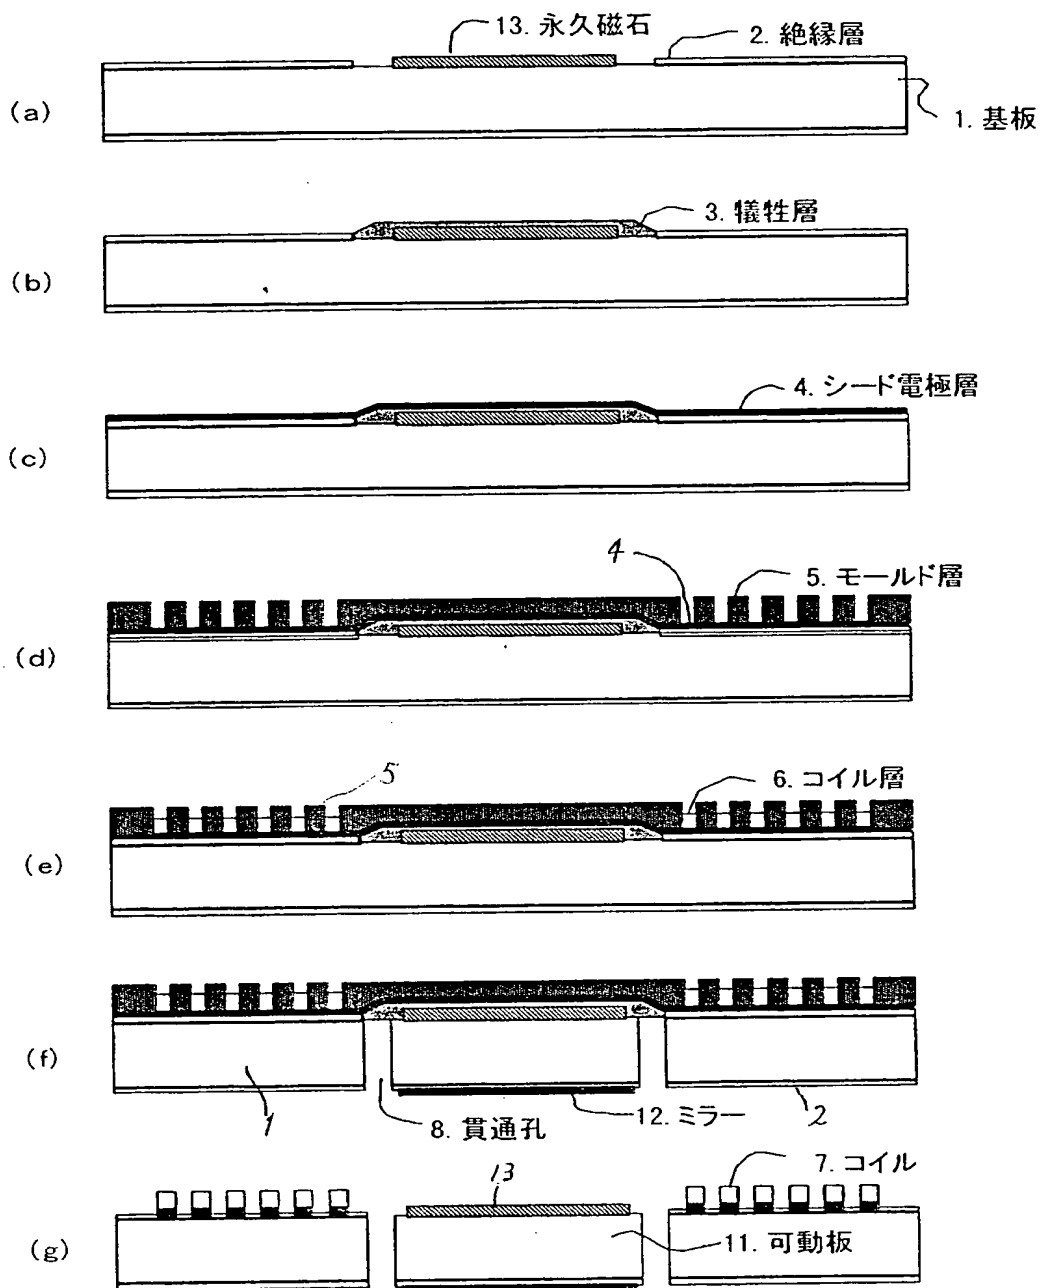 13. 永久磁石
2. 絶縁層
(a)
1. 基板
3. 犠牲層
(b)
4. シード電極層
(c)
4
5. モールド層
(d)
5
6. コイル層
(e)
(f)
1
8. 貫通孔
12. ミラー
2
13
7. コイル
11. 可動板
(g)